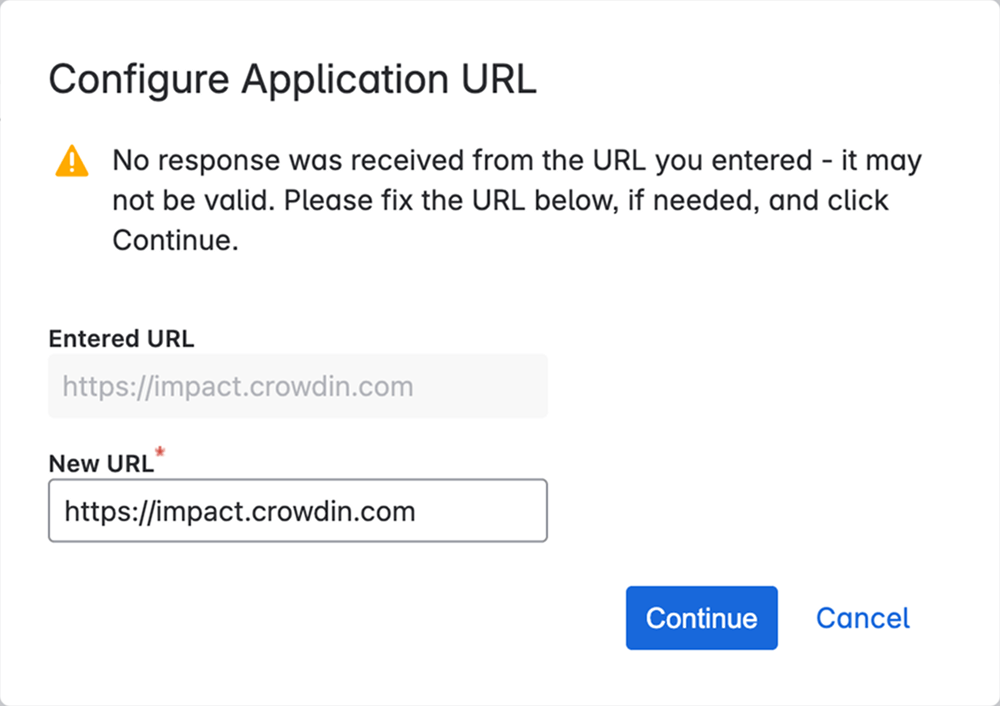 Configure Application URL
No response was received from the URL you entered - it may
not be valid. Please fix the URL below, if needed, and click
Continue.
Entered URL
https://impact.crowdin.com
New URL*
https://impact.crowdin.com
Continue Cancel